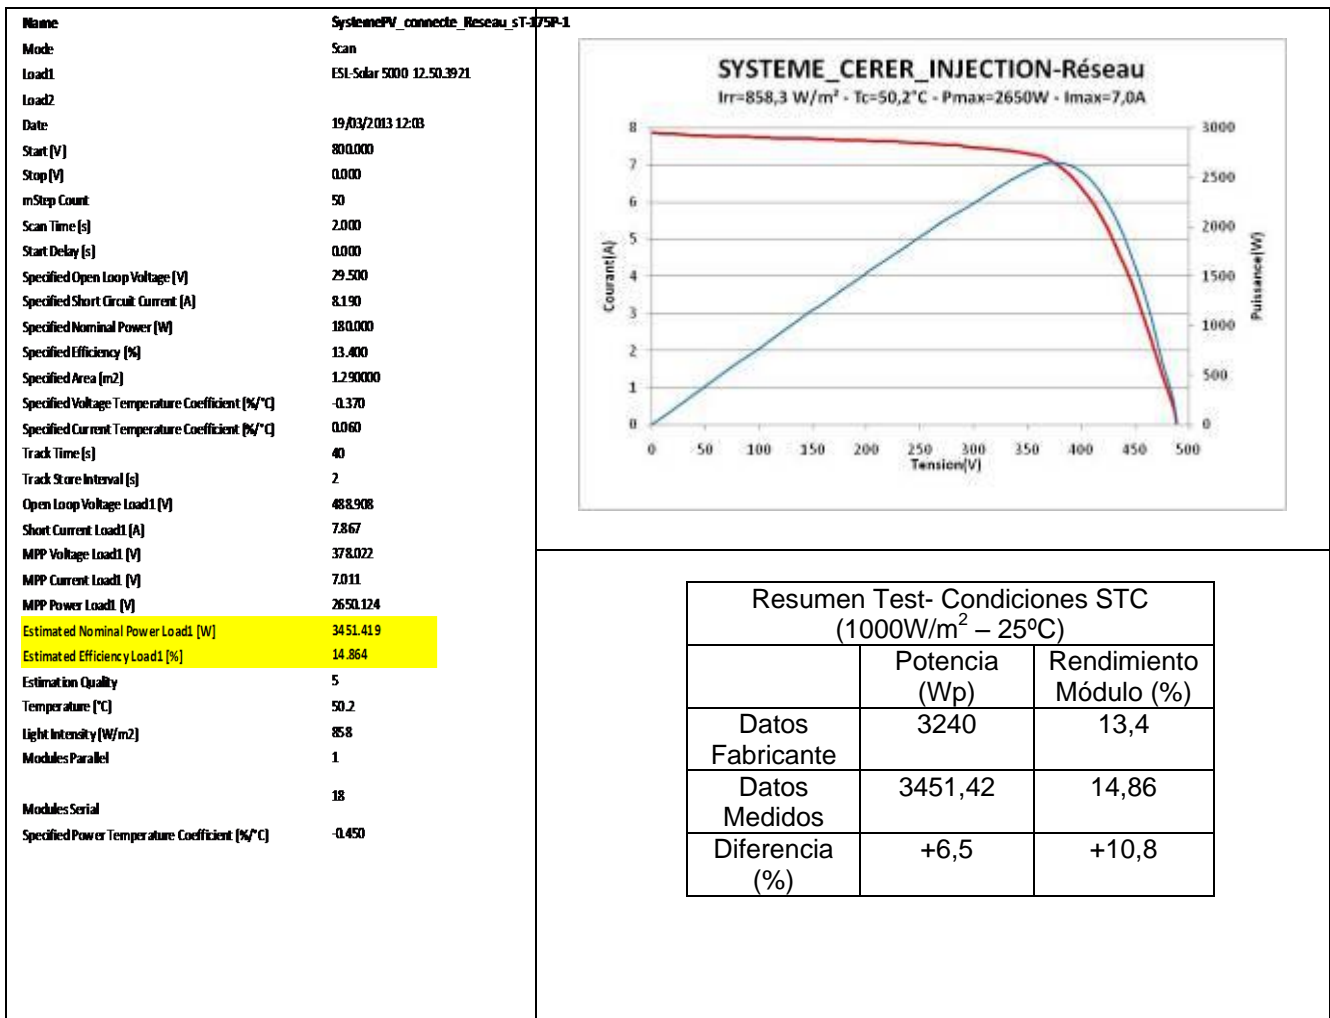 Name SystemePV_connecte_Reseau_sT-175P-1
Mode Scan
Load1 ESL-Solar 5000 12.50.3921
Load2
Date 19/03/2013 12:03
Start [V] 800.000
Stop [V] 0.000
mStep Count 50
Scan Time [s] 2.000
Start Delay [s] 0.000
Specified Open Loop Voltage [V] 29.500
Specified Short Circuit Current [A] 8.190
Specified Nominal Power [W] 180.000
Specified Efficiency [%] 13.400
Specified Area [m2] 1.290000
Specified Voltage Temperature Coefficient [%/°C] -0.370
Specified Current Temperature Coefficient [%/°C] 0.060
Track Time [s] 40
Track Store Interval [s] 2
Open Loop Voltage Load1 [V] 488.908
Short Current Load1 [A] 7.867
MPP Voltage Load1 [V] 378.022
MPP Current Load1 [V] 7.011
MPP Power Load1 [V] 2650.124
Estimated Nominal Power Load1 [W] 3451.419
Estimated Efficiency Load1 [%] 14.864
Estimation Quality 5
Temperature [°C] 50.2
Light Intensity [W/m2] 858
Modules Parallel 1
Modules Serial 18
Specified Power Temperature Coefficient [%/°C] -0.450
SYSTEME_CERER_INJECTION-Réseau
Irr=858,3 W/m² - Tc=50,2°C - Pmax=2650W - Imax=7,0A
Courant(A)
8
7
6
5
4
3
2
1
0
3000
2500
2000
1500
1000
500
0
Puissance(W)
0 50 100 150 200 250 300 350 400 450 500
Tension(V)
Resumen Test- Condiciones STC
(1000W/m² – 25ºC)
Potencia Rendimiento
(Wp) Módulo (%)
Datos 3240 13,4
Fabricante
Datos 3451,42 14,86
Medidos
Diferencia +6,5 +10,8
(%)